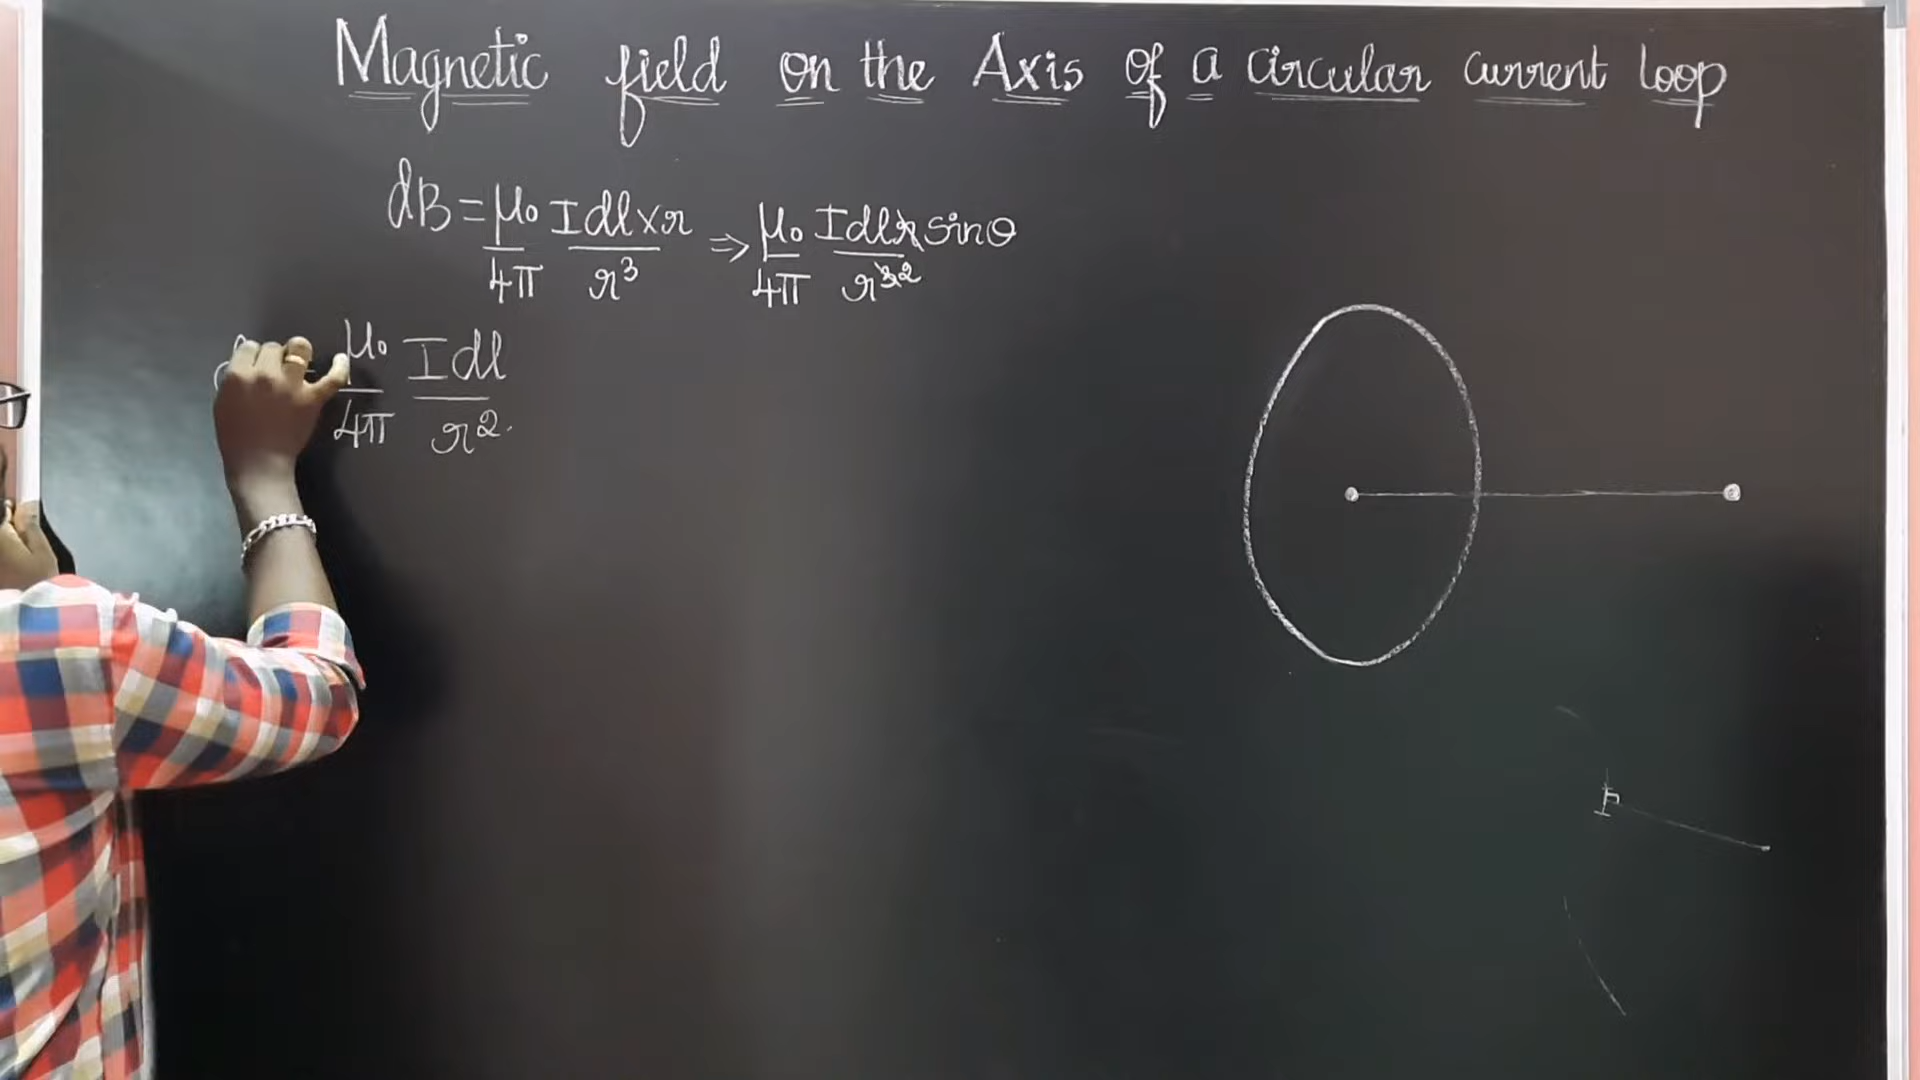 Magnetic field on the Axis of a circular current loop
dB = μ₀/4π Idl×r/r³ ⇒ μ₀/4π Idlr sinθ/r³²
= μ₀/4π Idl/r²